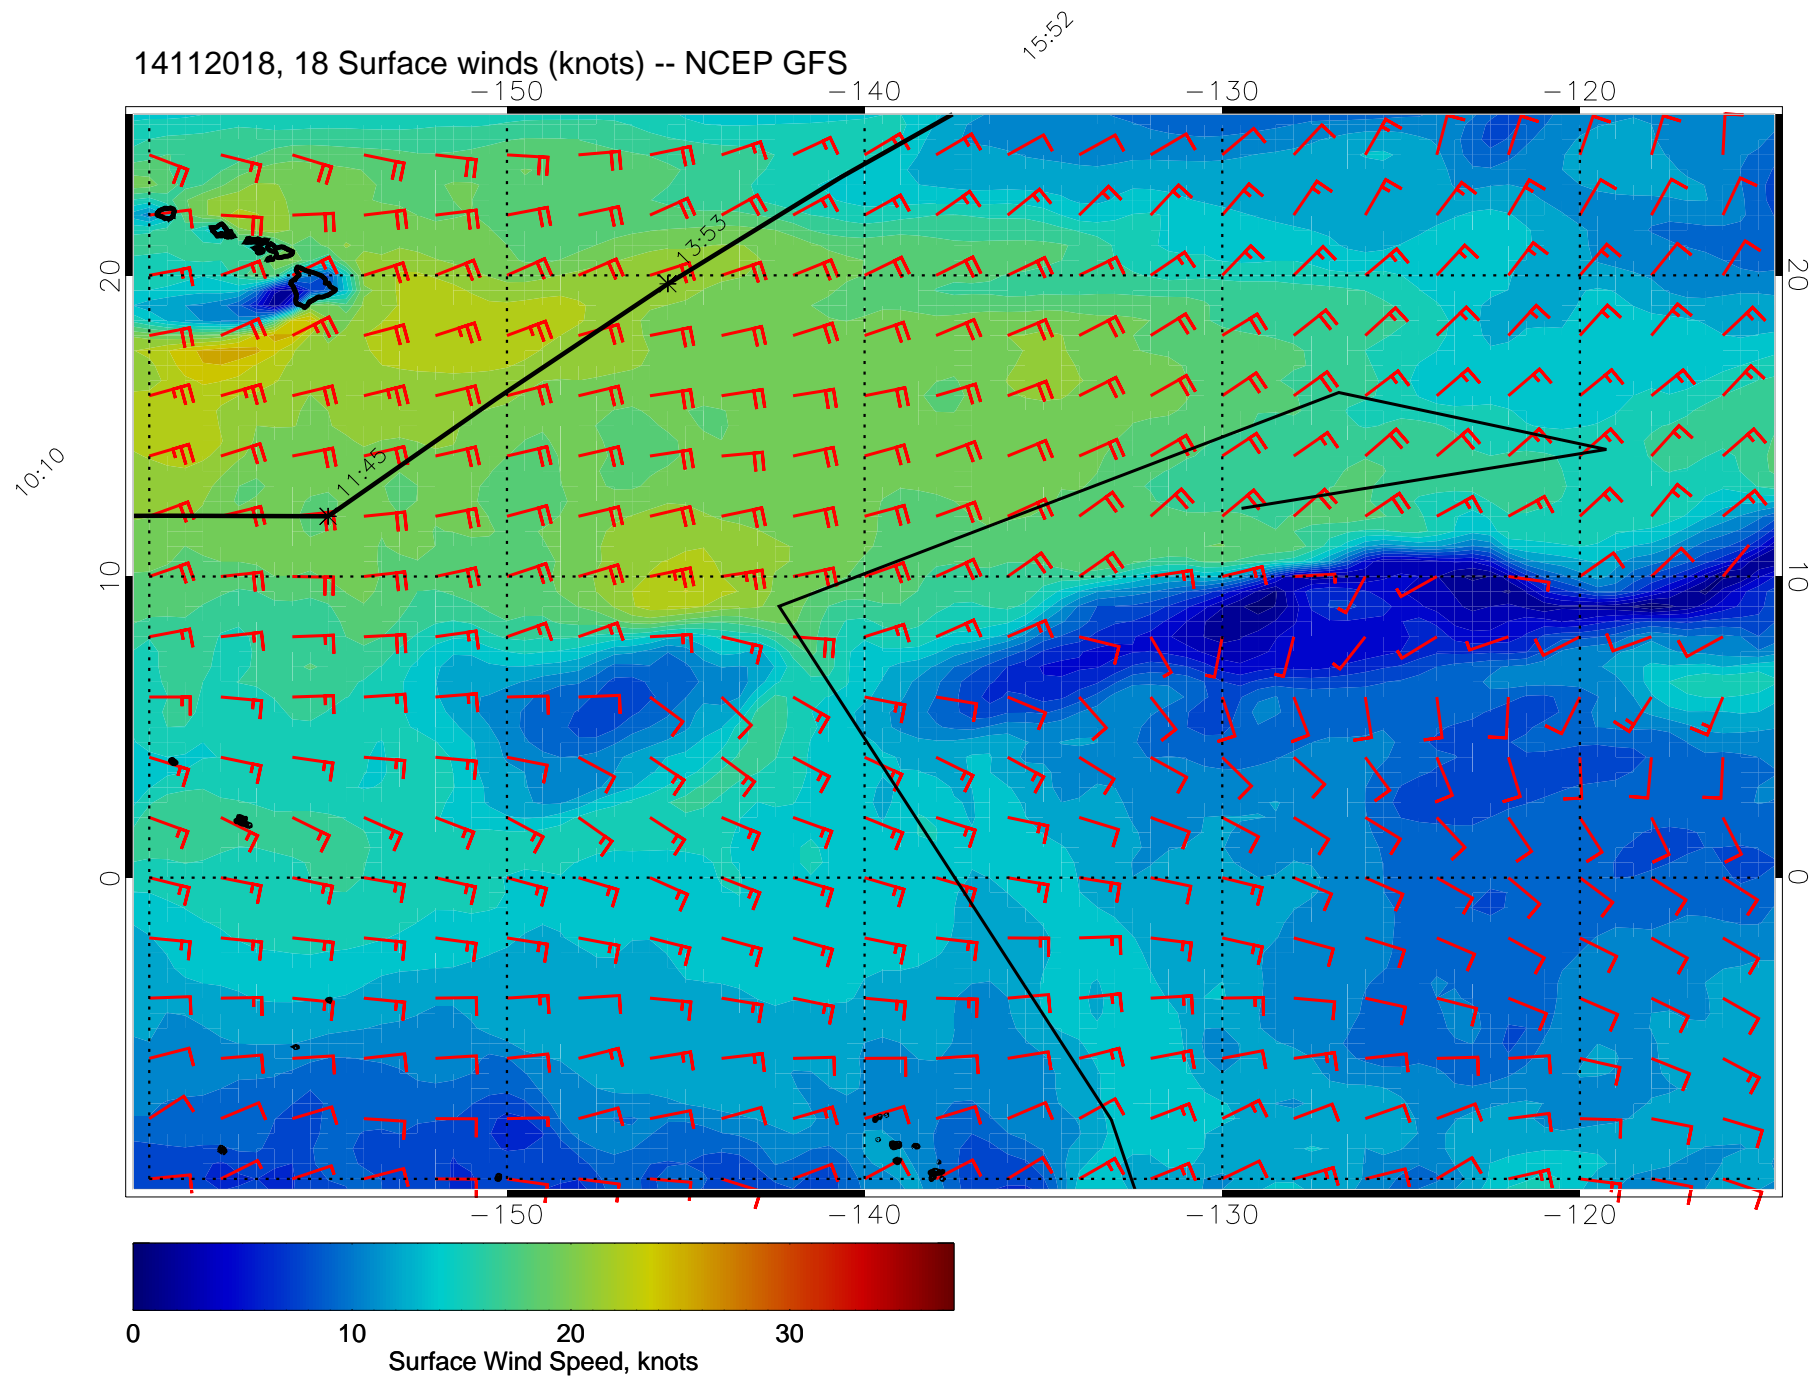 15:52
14112018, 18 Surface winds (knots) -- NCEP GFS
-150 -140 -130 -120
13:53
20 20
11:45
10:10
10 10
0 0
-150 -140 -130 -120
0 10 20 30
Surface Wind Speed, knots